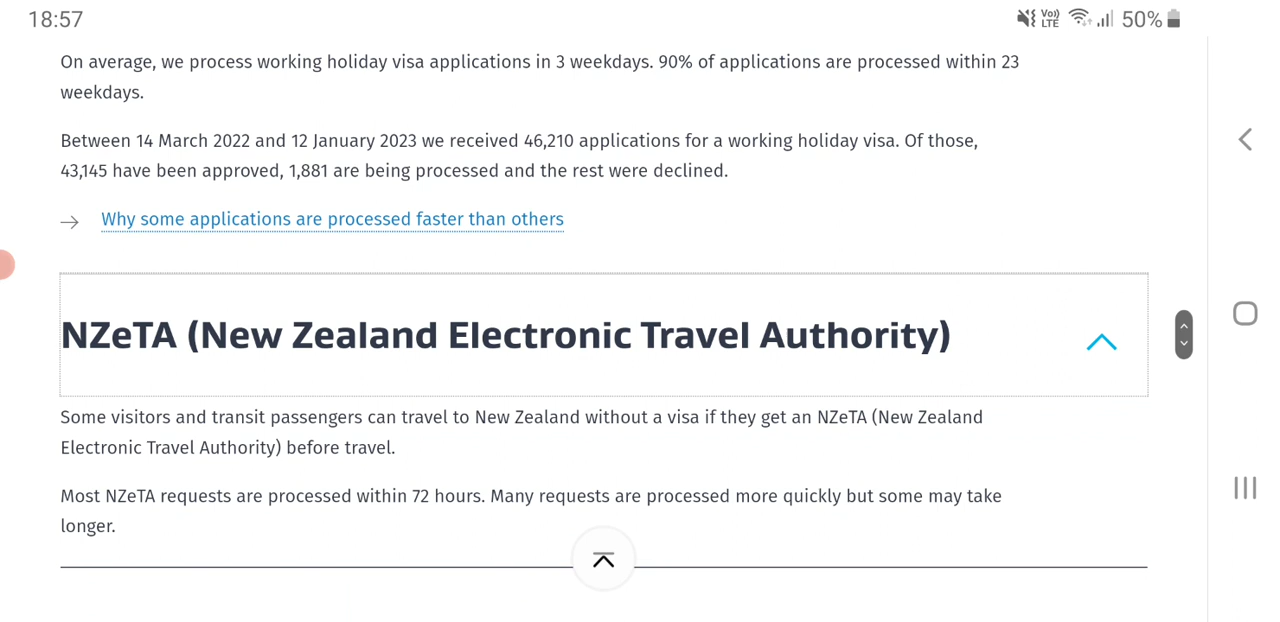 18:57
Vo)) LTE
50%
On average, we process working holiday visa applications in 3 weekdays. 90% of applications are processed within 23
weekdays.
Between 14 March 2022 and 12 January 2023 we received 46,210 applications for a working holiday visa. Of those,
43,145 have been approved, 1,881 are being processed and the rest were declined.
Why some applications are processed faster than others
NZeTA (New Zealand Electronic Travel Authority)
Some visitors and transit passengers can travel to New Zealand without a visa if they get an NZeTA (New Zealand
Electronic Travel Authority) before travel.
Most NZeTA requests are processed within 72 hours. Many requests are processed more quickly but some may take
longer.